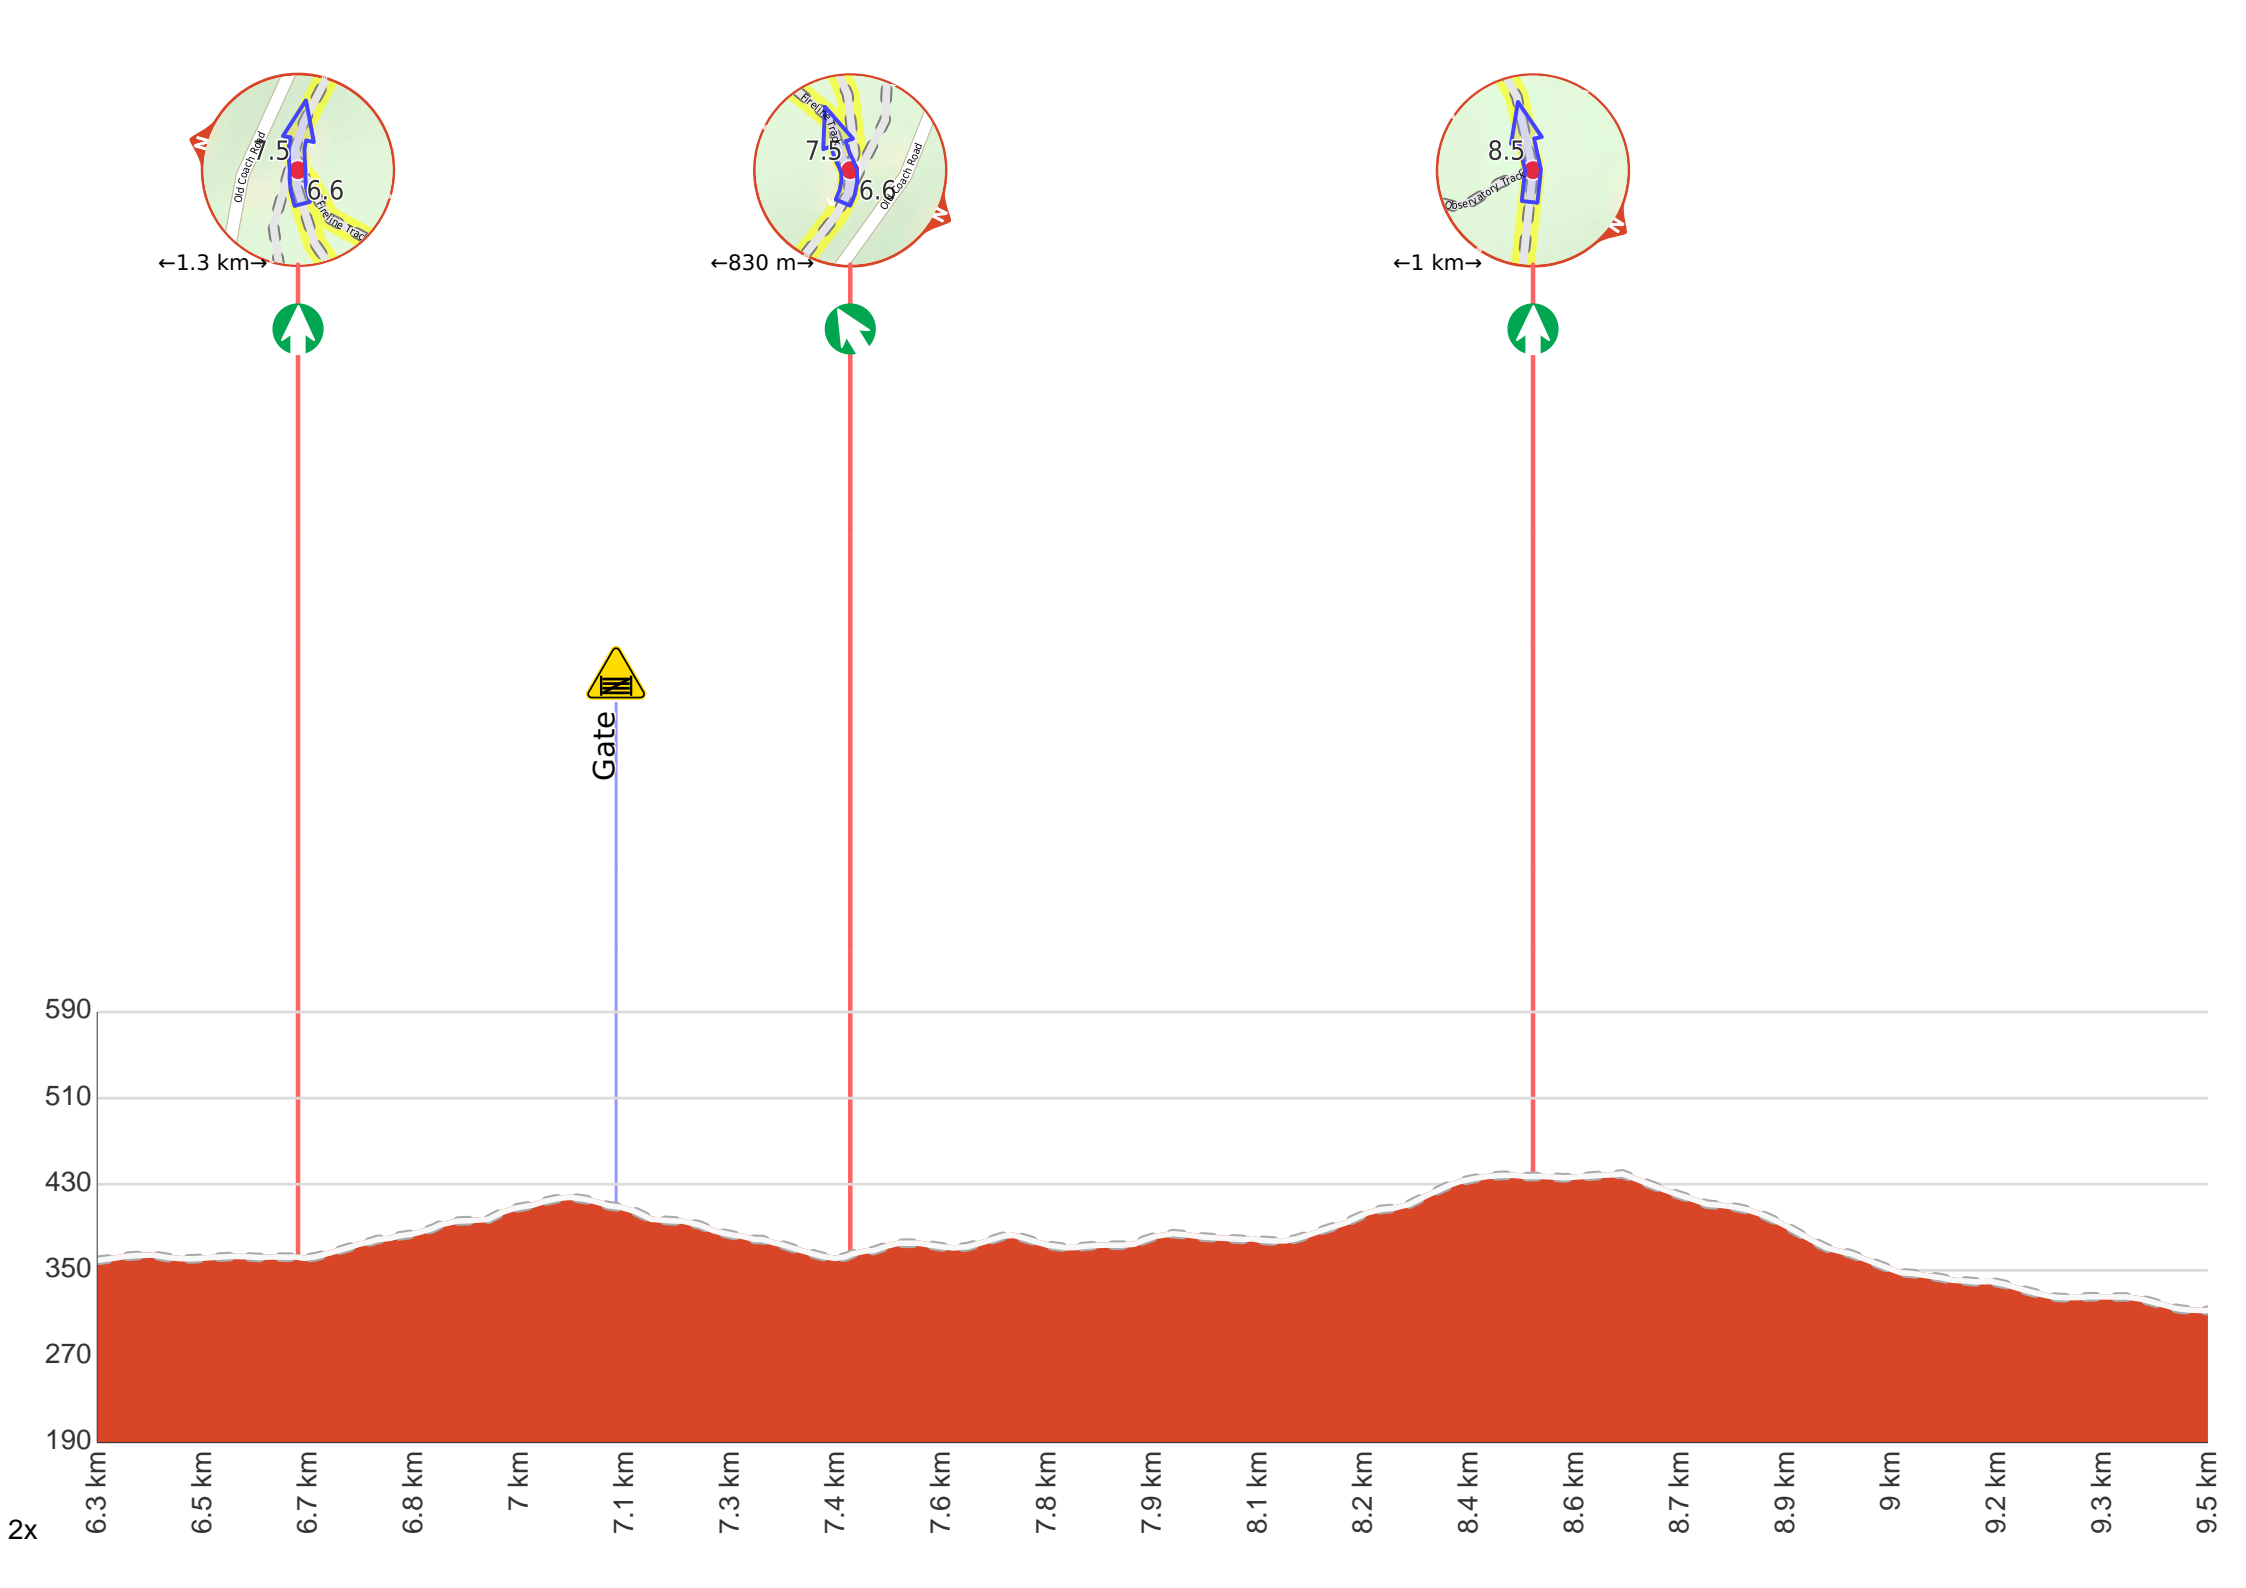 N
Old Coach Road
7.5
6.6
Fireline Trac
←1.3 km→
Fireline Track
7.5
6.6
Old Coach Road
N
←830 m→
8.5
Observatory Track
N
←1 km→
Gate
590
510
430
350
270
190
6.3 km
6.5 km
6.7 km
6.8 km
7 km
7.1 km
7.3 km
7.4 km
7.6 km
7.8 km
7.9 km
8.1 km
8.2 km
8.4 km
8.6 km
8.7 km
8.9 km
9 km
9.2 km
9.3 km
9.5 km
2x